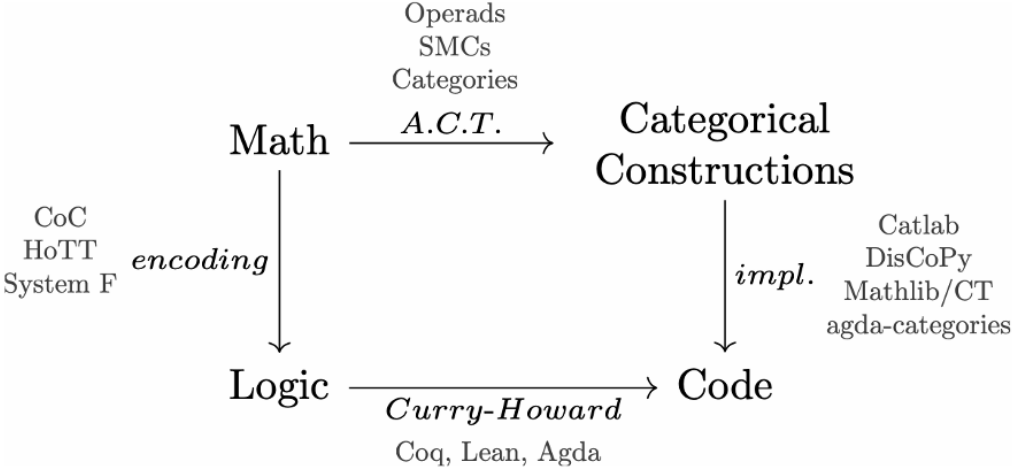 Operads
SMCs
Categories
A.C.T.
Math
Categorical
Constructions
CoC
HoTT
System F
encoding
impl.
Catlab
DisCoPy
Mathlib/CT
agda-categories
Logic
Code
Curry-Howard
Coq, Lean, Agda